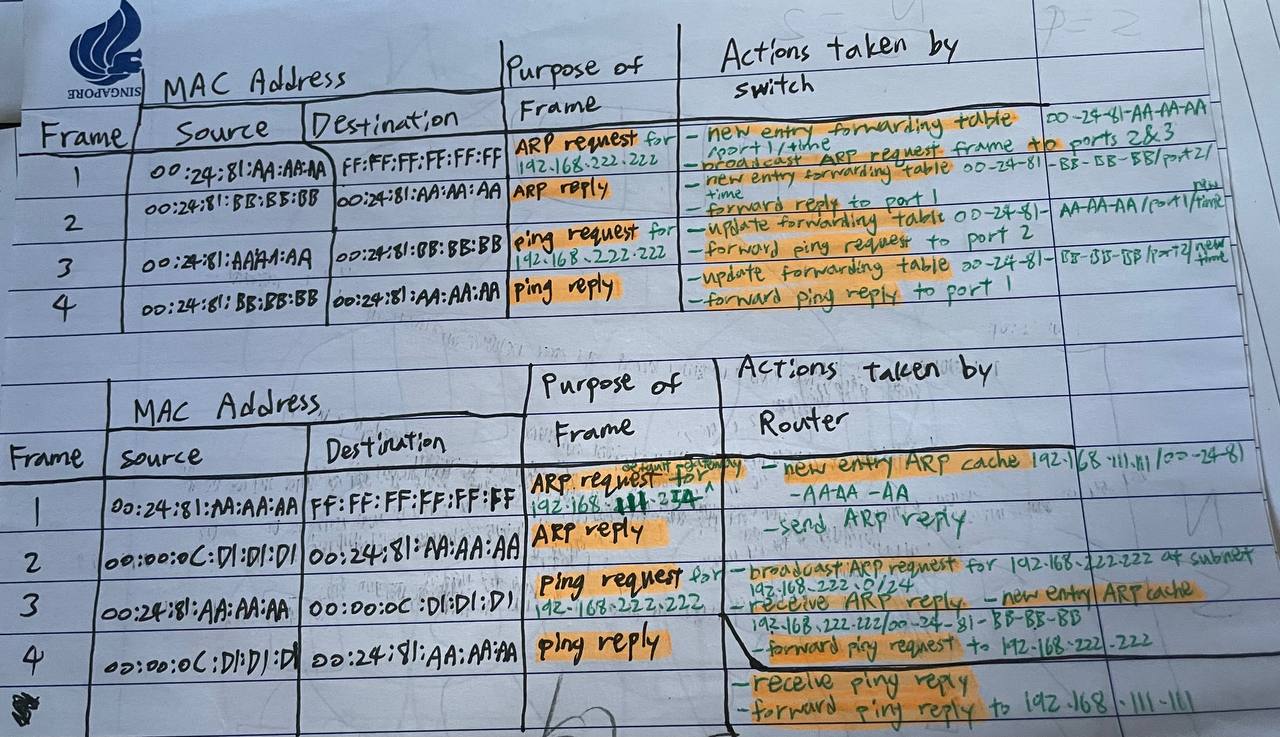 SINGAPORE
MAC Address
Purpose of Frame
Actions taken by switch
Frame
Source
Destination
1
00:24:81:AA:AA:AA
FF:FF:FF:FF:FF:FF
ARP request for
192.168.222.222
- new entry forwarding table 00-24-81-AA-AA-AA
/port1/time
- broadcast ARP request frame to ports 2&3
2
00:24:81:BB:BB:BB
00:24:81:AA:AA:AA
ARP reply
- new entry forwarding table 00-24-81-BB-BB-BB/port2/
time
- forward reply to port 1
3
00:24:81:AA:AA:AA
00:24:81:BB:BB:BB
ping request for
192.168.222.222
- update forwarding table 00-24-81-AA-AA-AA/port1/new time
- forward ping request to port 2
4
00:24:81:BB:BB:BB
00:24:81:AA:AA:AA
ping reply
- update forwarding table 00-24-81-BB-BB-BB/port2/new time
- forward ping reply to port 1
MAC Address
Purpose of Frame
Actions taken by Router
Frame
source
Destination
1
00:24:81:AA:AA:AA
FF:FF:FF:FF:FF:FF
ARP request for default gateway
192.168.111.254
- new entry ARP cache 192.168.111.111/00-24-81
-AA-AA-AA
- send ARP reply
2
00:00:0C:D1:D1:D1
00:24:81:AA:AA:AA
ARP reply
3
00:24:81:AA:AA:AA
00:00:0C:D1:D1:D1
ping request for
192.168.222.222
- broadcast ARP request for 192.168.222.222 at subnet
192.168.222.0/24
- receive ARP reply - new entry ARP cache
192.168.222.222/00-24-81-BB-BB-BB
- forward ping request to 192.168.222.222
4
00:00:0C:D1:D1:D1
00:24:81:AA:AA:AA
ping reply
- receive ping reply
- forward ping reply to 192.168.111.111